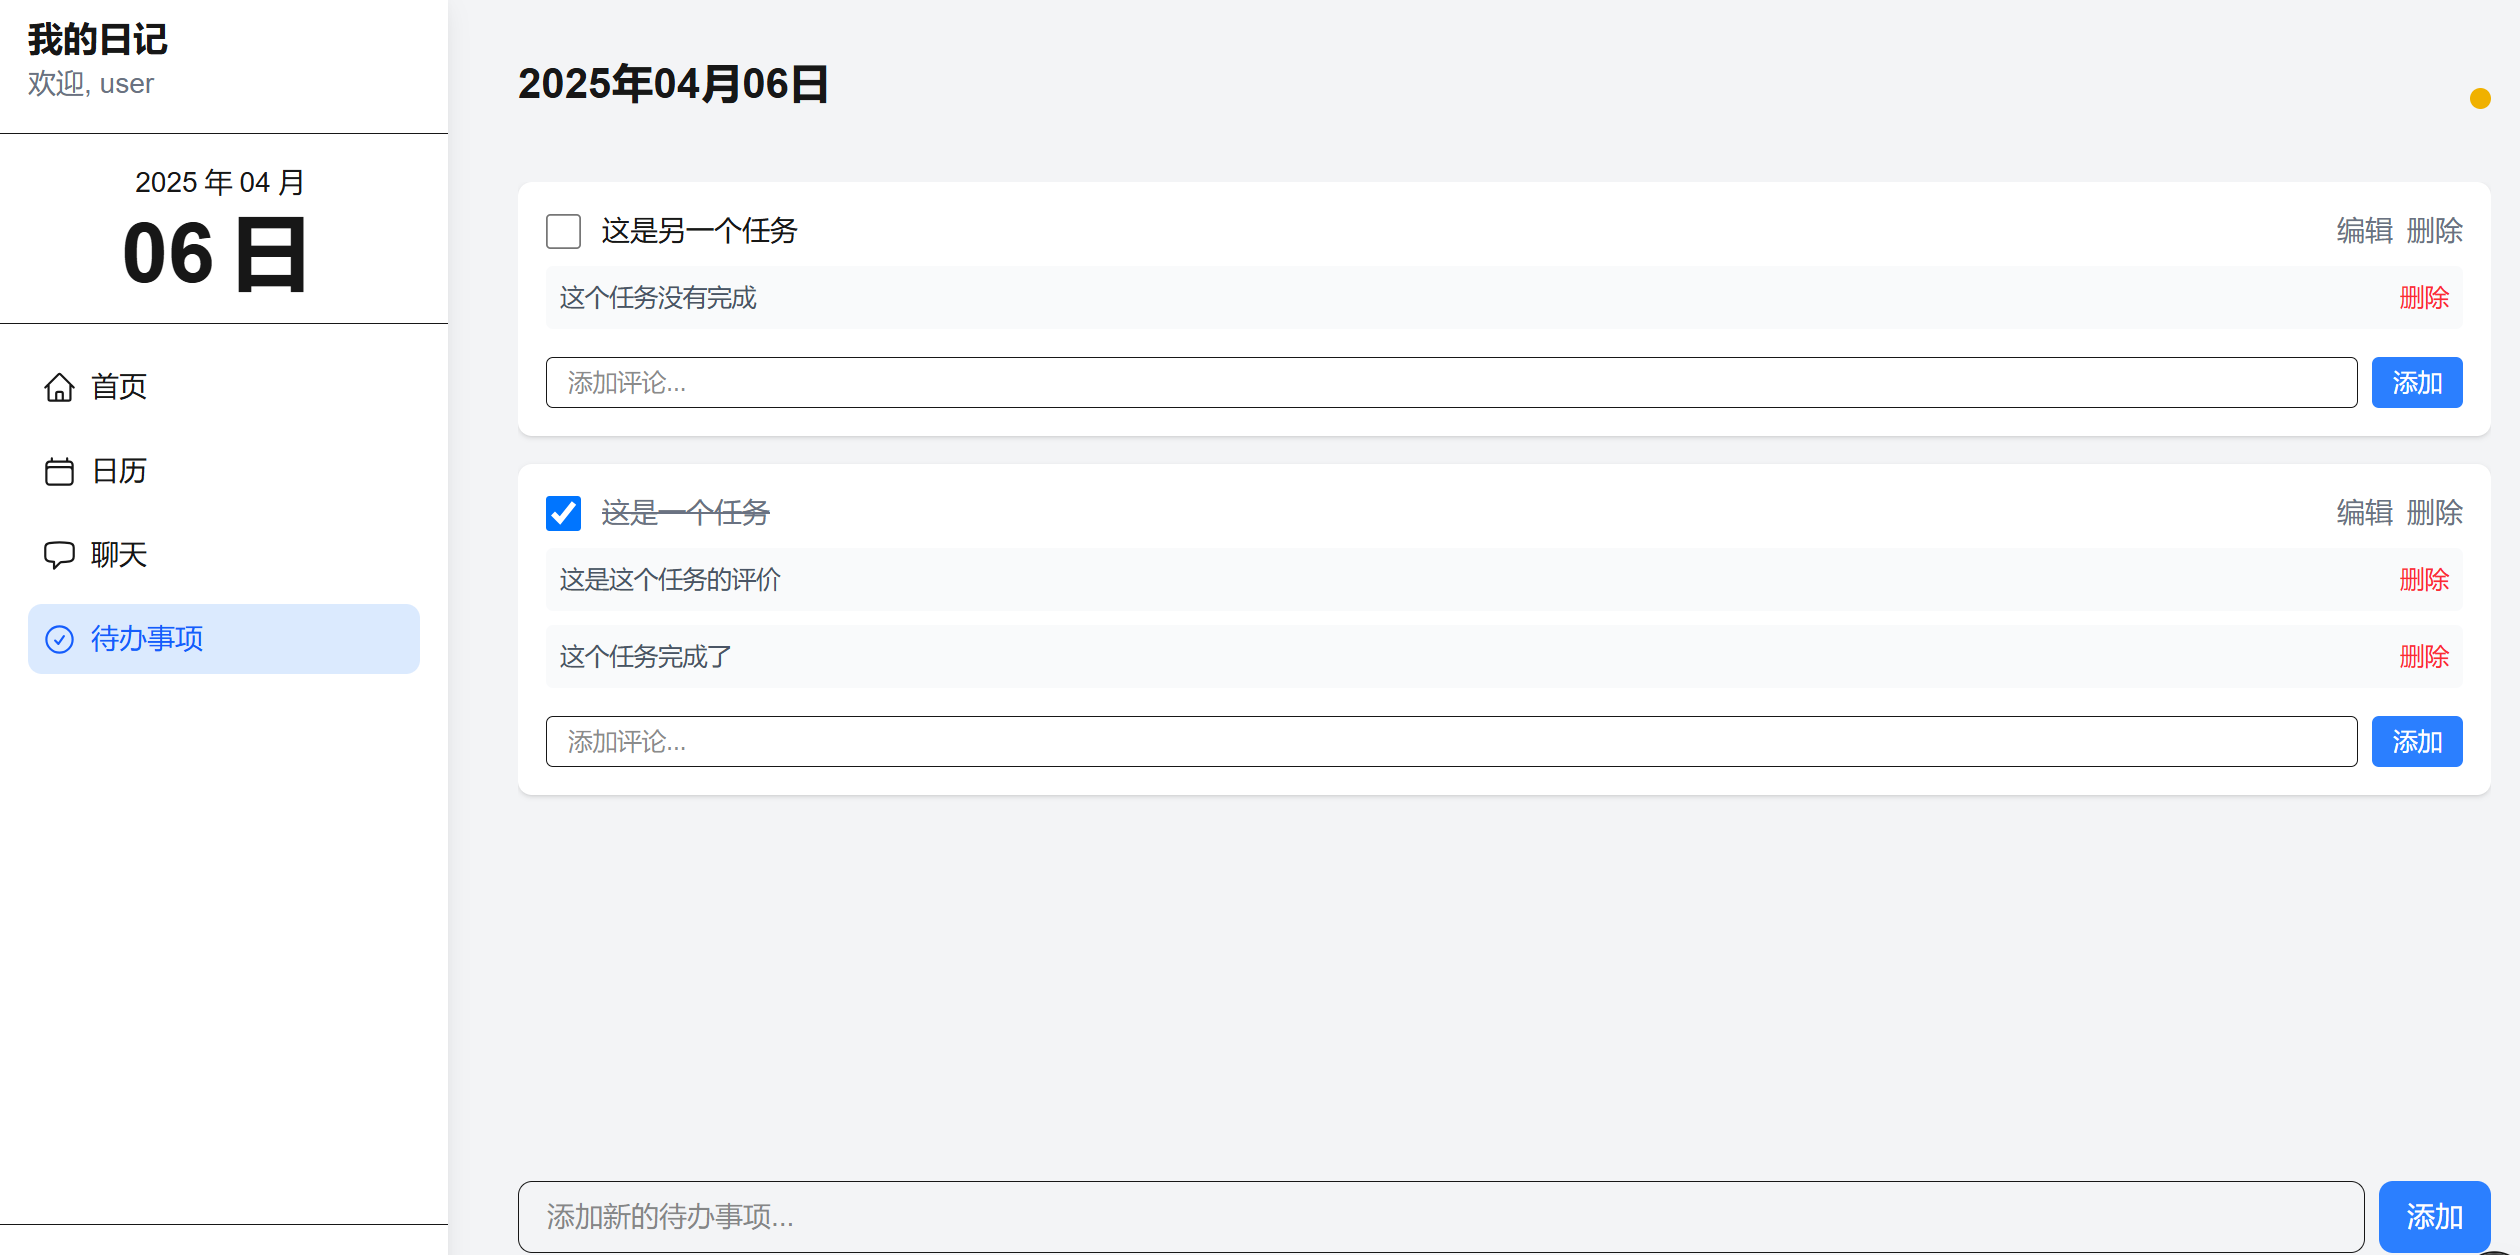 我的日记
欢迎, user
2025 年 04 月
06 日
首页
日历
聊天
待办事项
2025年04月06日
这是另一个任务 编辑 删除
这个任务没有完成 删除
添加评论... 添加
这是一个任务 编辑 删除
这是这个任务的评价 删除
这个任务完成了 删除
添加评论... 添加
添加新的待办事项... 添加